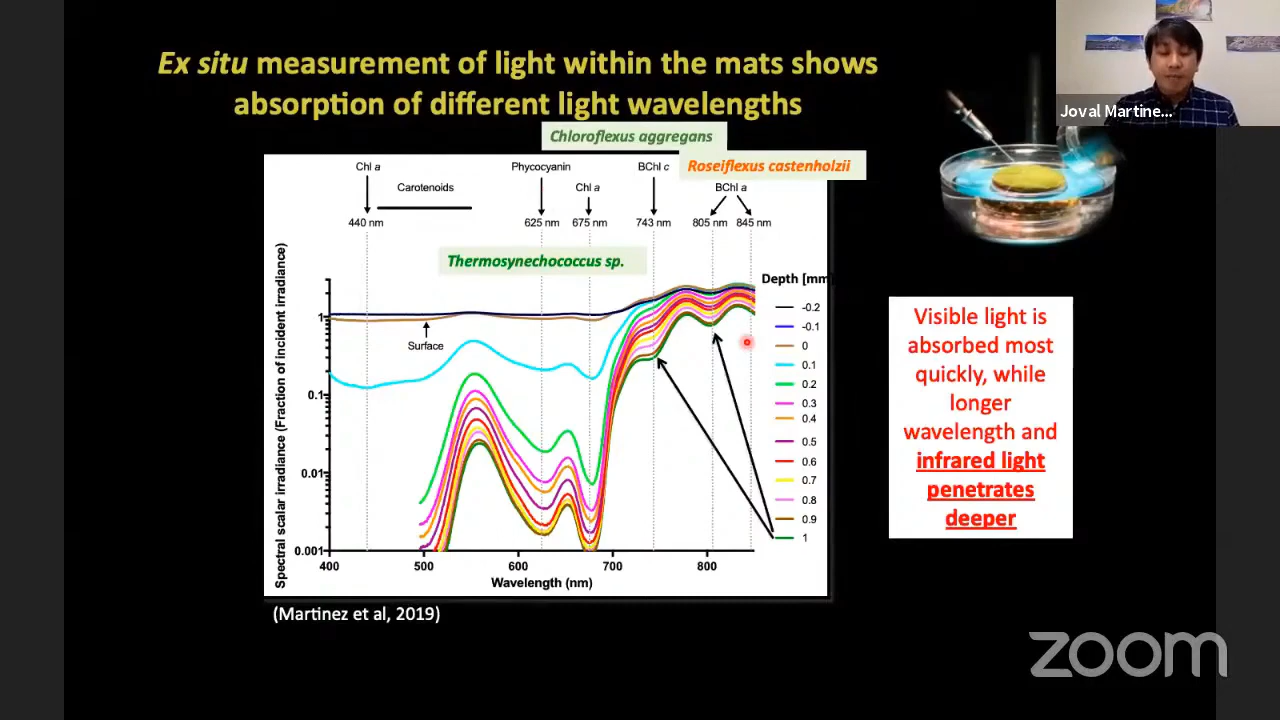 Ex situ measurement of light within the mats shows
absorption of different light wavelengths
Joval Martine...
Chloroflexus aggregans
Roseiflexus castenholzii
Chl a
Carotenoids
Phycocyanin
Chl a
BChl c
BChl a
440 nm
625 nm
675 nm
743 nm
805 nm
845 nm
Thermosynechococcus sp.
Spectral scalar irradiance (Fraction of incident irradiance)
1
0.1
0.01
0.001
Surface
400
500
600
700
800
Wavelength (nm)
Depth [mm]
-0.2
-0.1
0
0.1
0.2
0.3
0.4
0.5
0.6
0.7
0.8
0.9
1
(Martinez et al, 2019)
Visible light is
absorbed most
quickly, while
longer
wavelength and
infrared light
penetrates
deeper
zoom